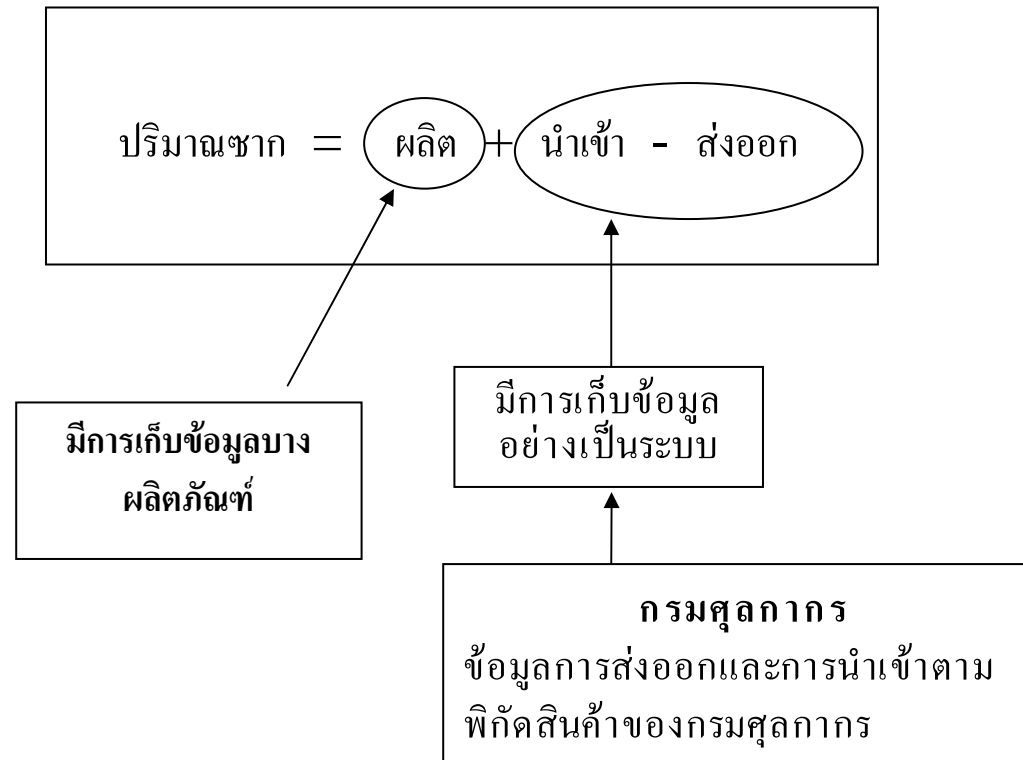 ปริมาณซาก = ผลิต + นำเข้า - ส่งออก
มีการเก็บข้อมูลบาง
ผลิตภัณฑ์
มีการเก็บข้อมูล
อย่างเป็นระบบ
กรมศุลกากร
ข้อมูลการส่งออกและการนำเข้าตาม
พิกัดสินค้าของกรมศุลกากร